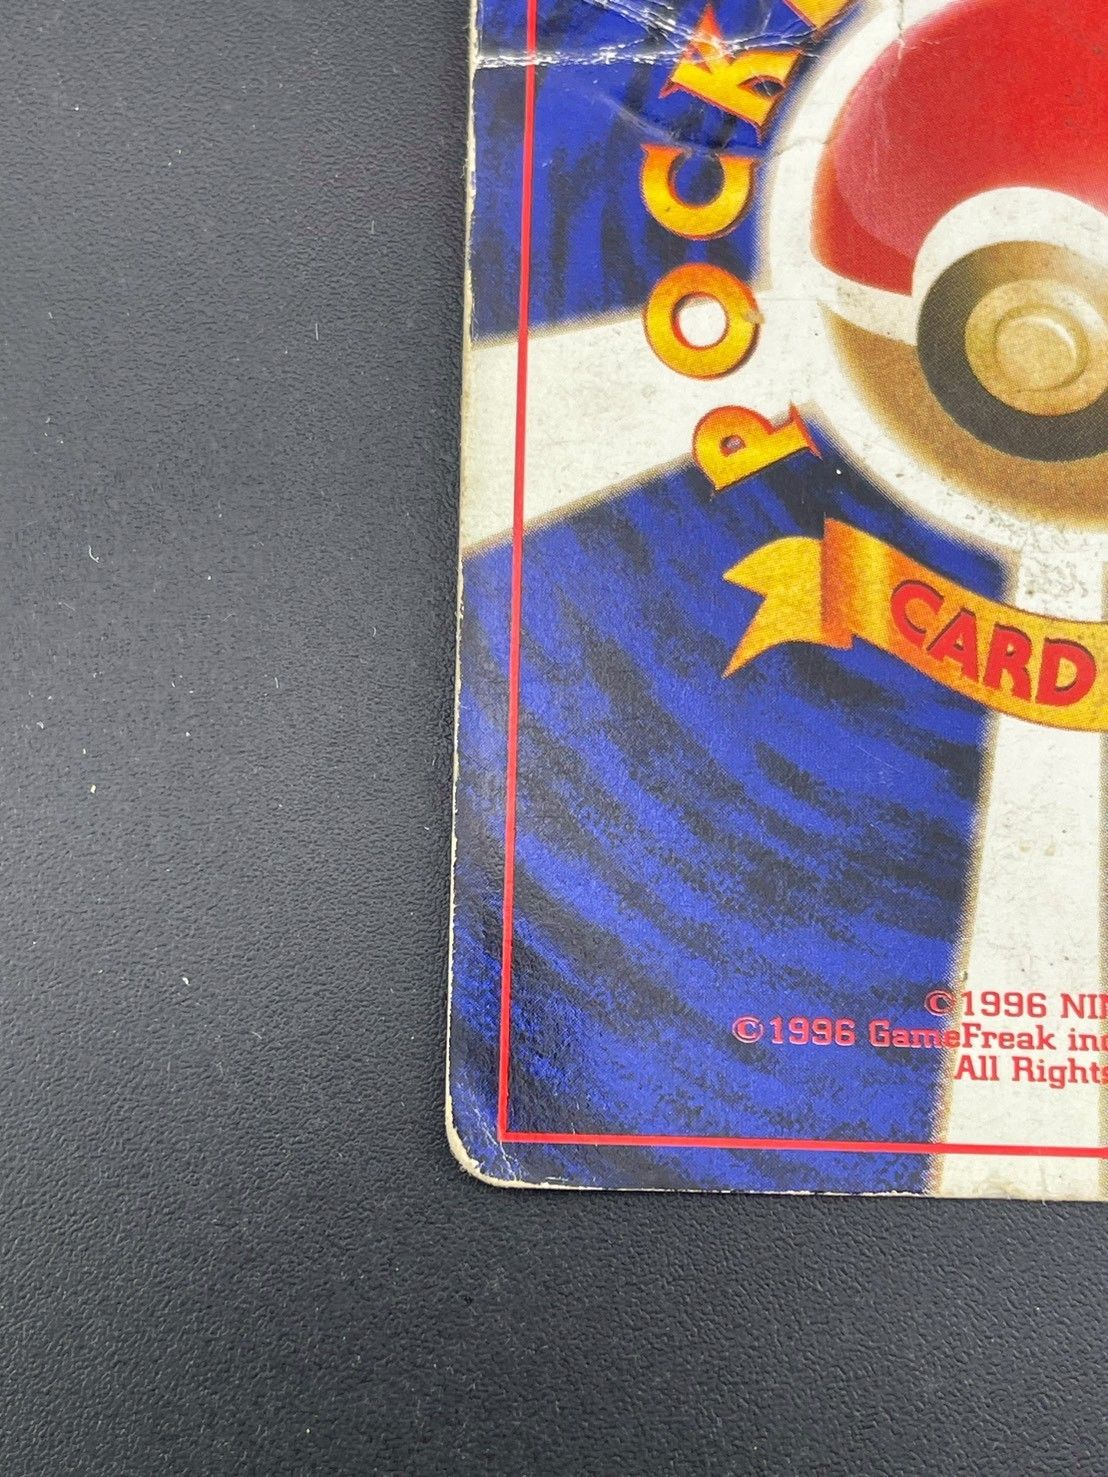 POCK
CARD
©1996 NIN
©1996 GameFreak inc
All Rights